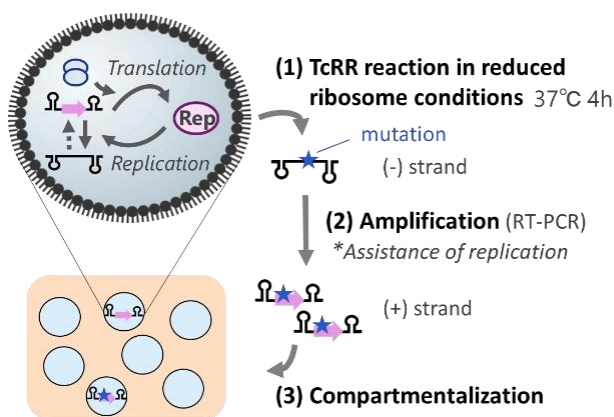 Translation
Rep
Replication
(1) TcRR reaction in reduced
ribosome conditions 37℃ 4h
mutation
(-) strand
(2) Amplification (RT-PCR)
*Assistance of replication
(+) strand
(3) Compartmentalization